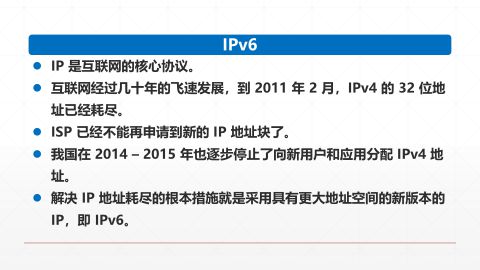 IPv6
IP 是互联网的核心协议。
互联网经过几十年的飞速发展，到 2011 年 2 月，IPv4 的 32 位地
址已经耗尽。
ISP 已经不能再申请到新的 IP 地址块了。
我国在 2014 – 2015 年也逐步停止了向新用户和应用分配 IPv4 地
址。
解决 IP 地址耗尽的根本措施就是采用具有更大地址空间的新版本的
IP，即 IPv6。